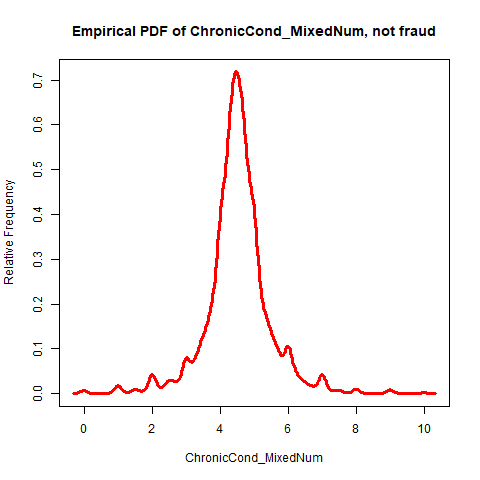 Empirical PDF of ChronicCond_MixedNum, not fraud
Relative Frequency
0.7
0.6
0.5
0.4
0.3
0.2
0.1
0.0
0 2 4 6 8 10
ChronicCond_MixedNum